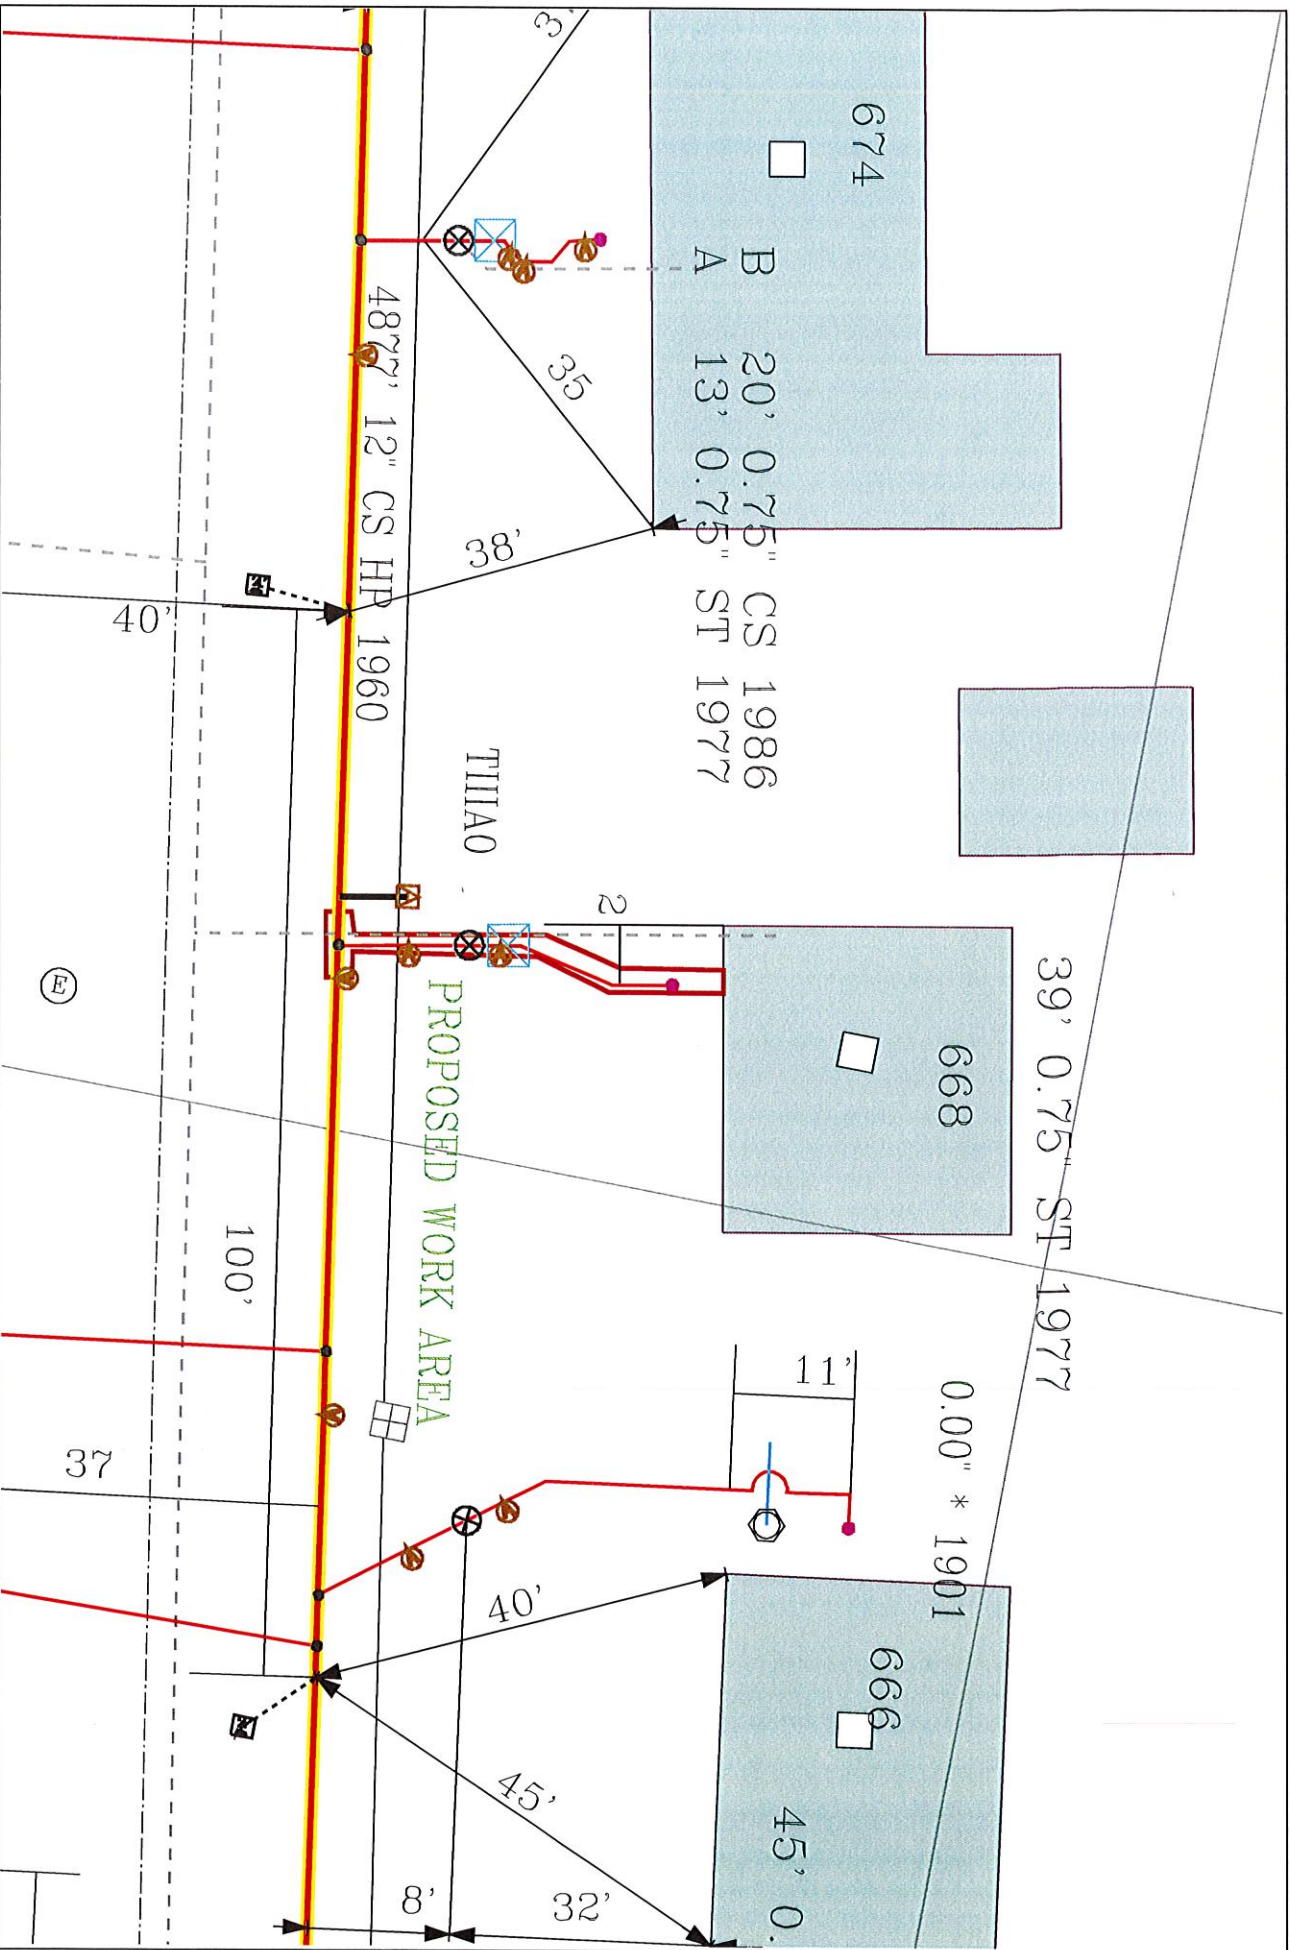 674
B 20' 0.75" CS 1986
A 13' 0.75" ST 1977
3'
35
38'
4877' 12" CS HP 1960
40'
TIIIA0
2
39' 0.75" ST 1977
668
E
PROPOSED WORK AREA
100'
11'
0.00" * 1901
37
40'
666
45'
45' 0.
8'
32'